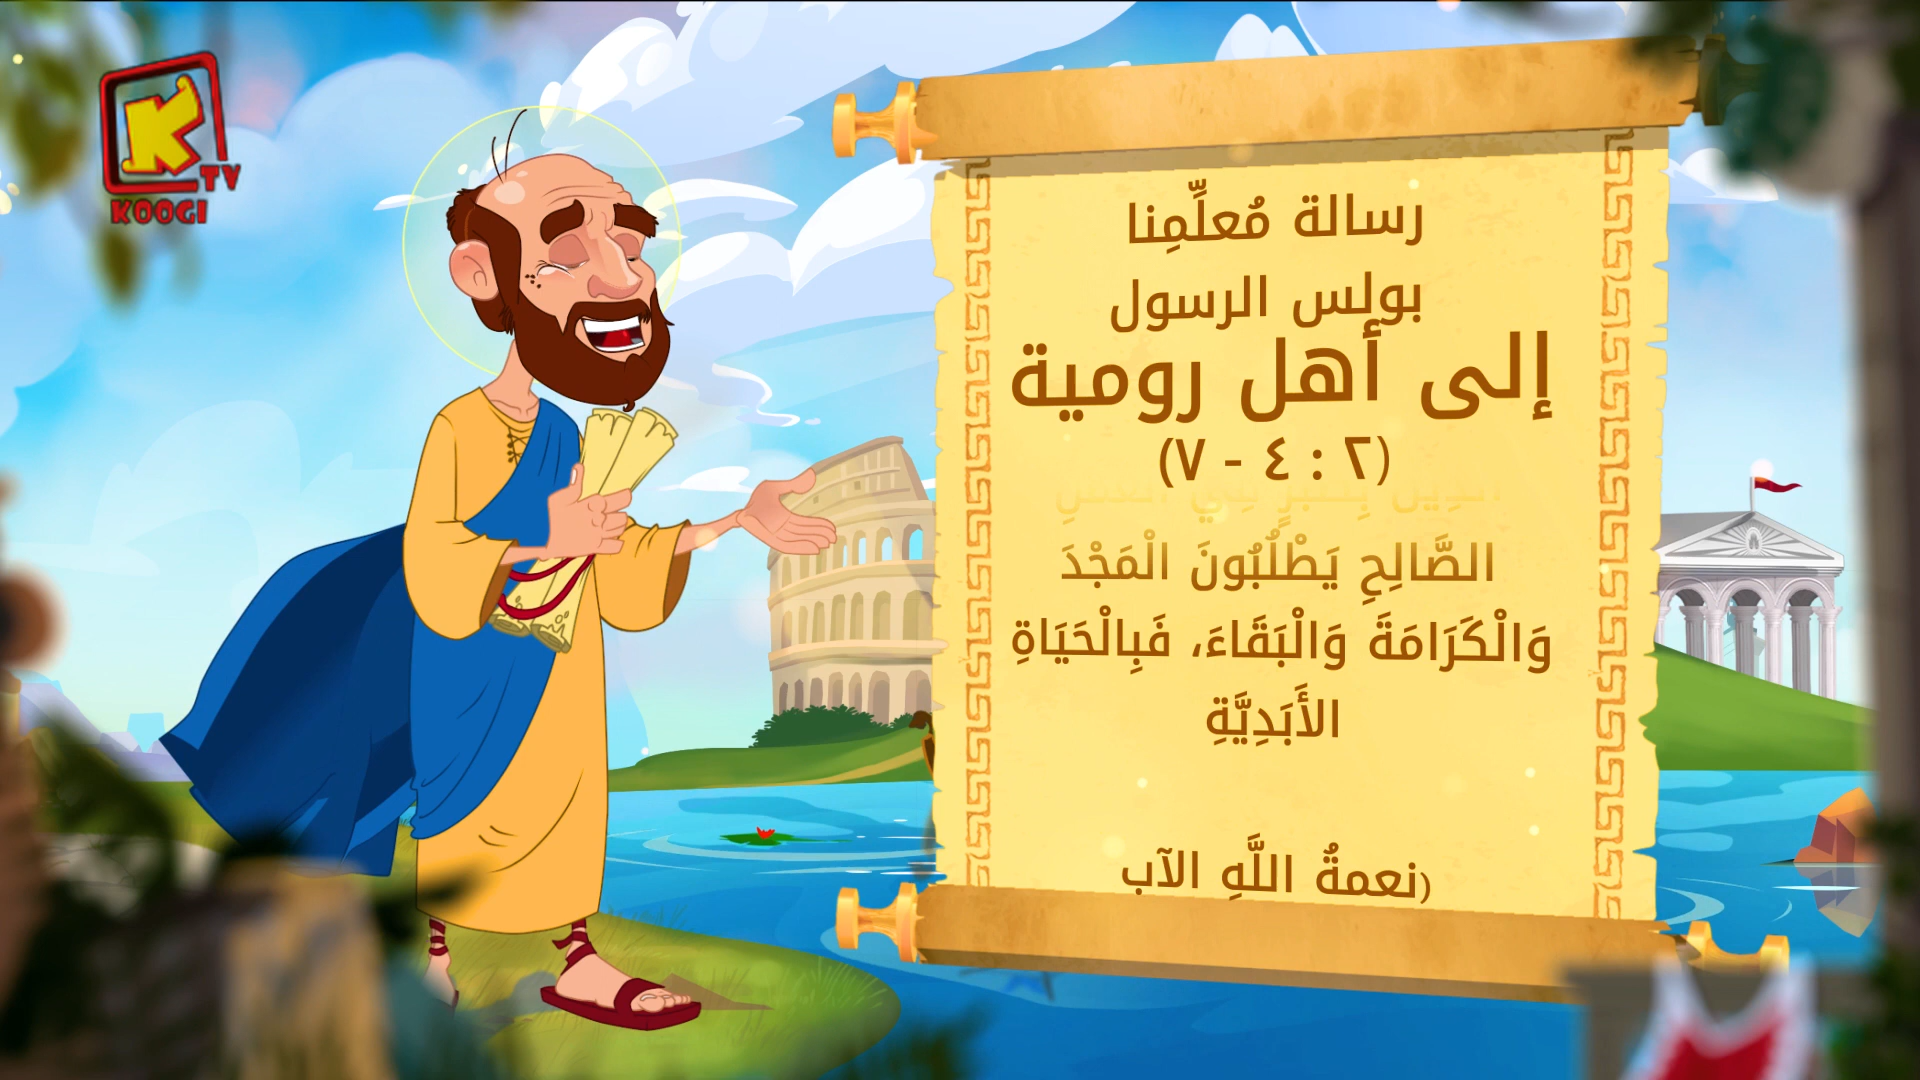 K
TV
KOOGI
رسالة مُعلِّمِنا
بولس الرسول
إلى أهل رومية
(٢ : ٤ - ٧)
الصَّالِحِ يَطْلُبُونَ الْمَجْدَ
وَالْكَرَامَةَ وَالْبَقَاءَ، فَبِالْحَيَاةِ
الأَبَدِيَّةِ
(نعمةُ اللَّهِ الآب